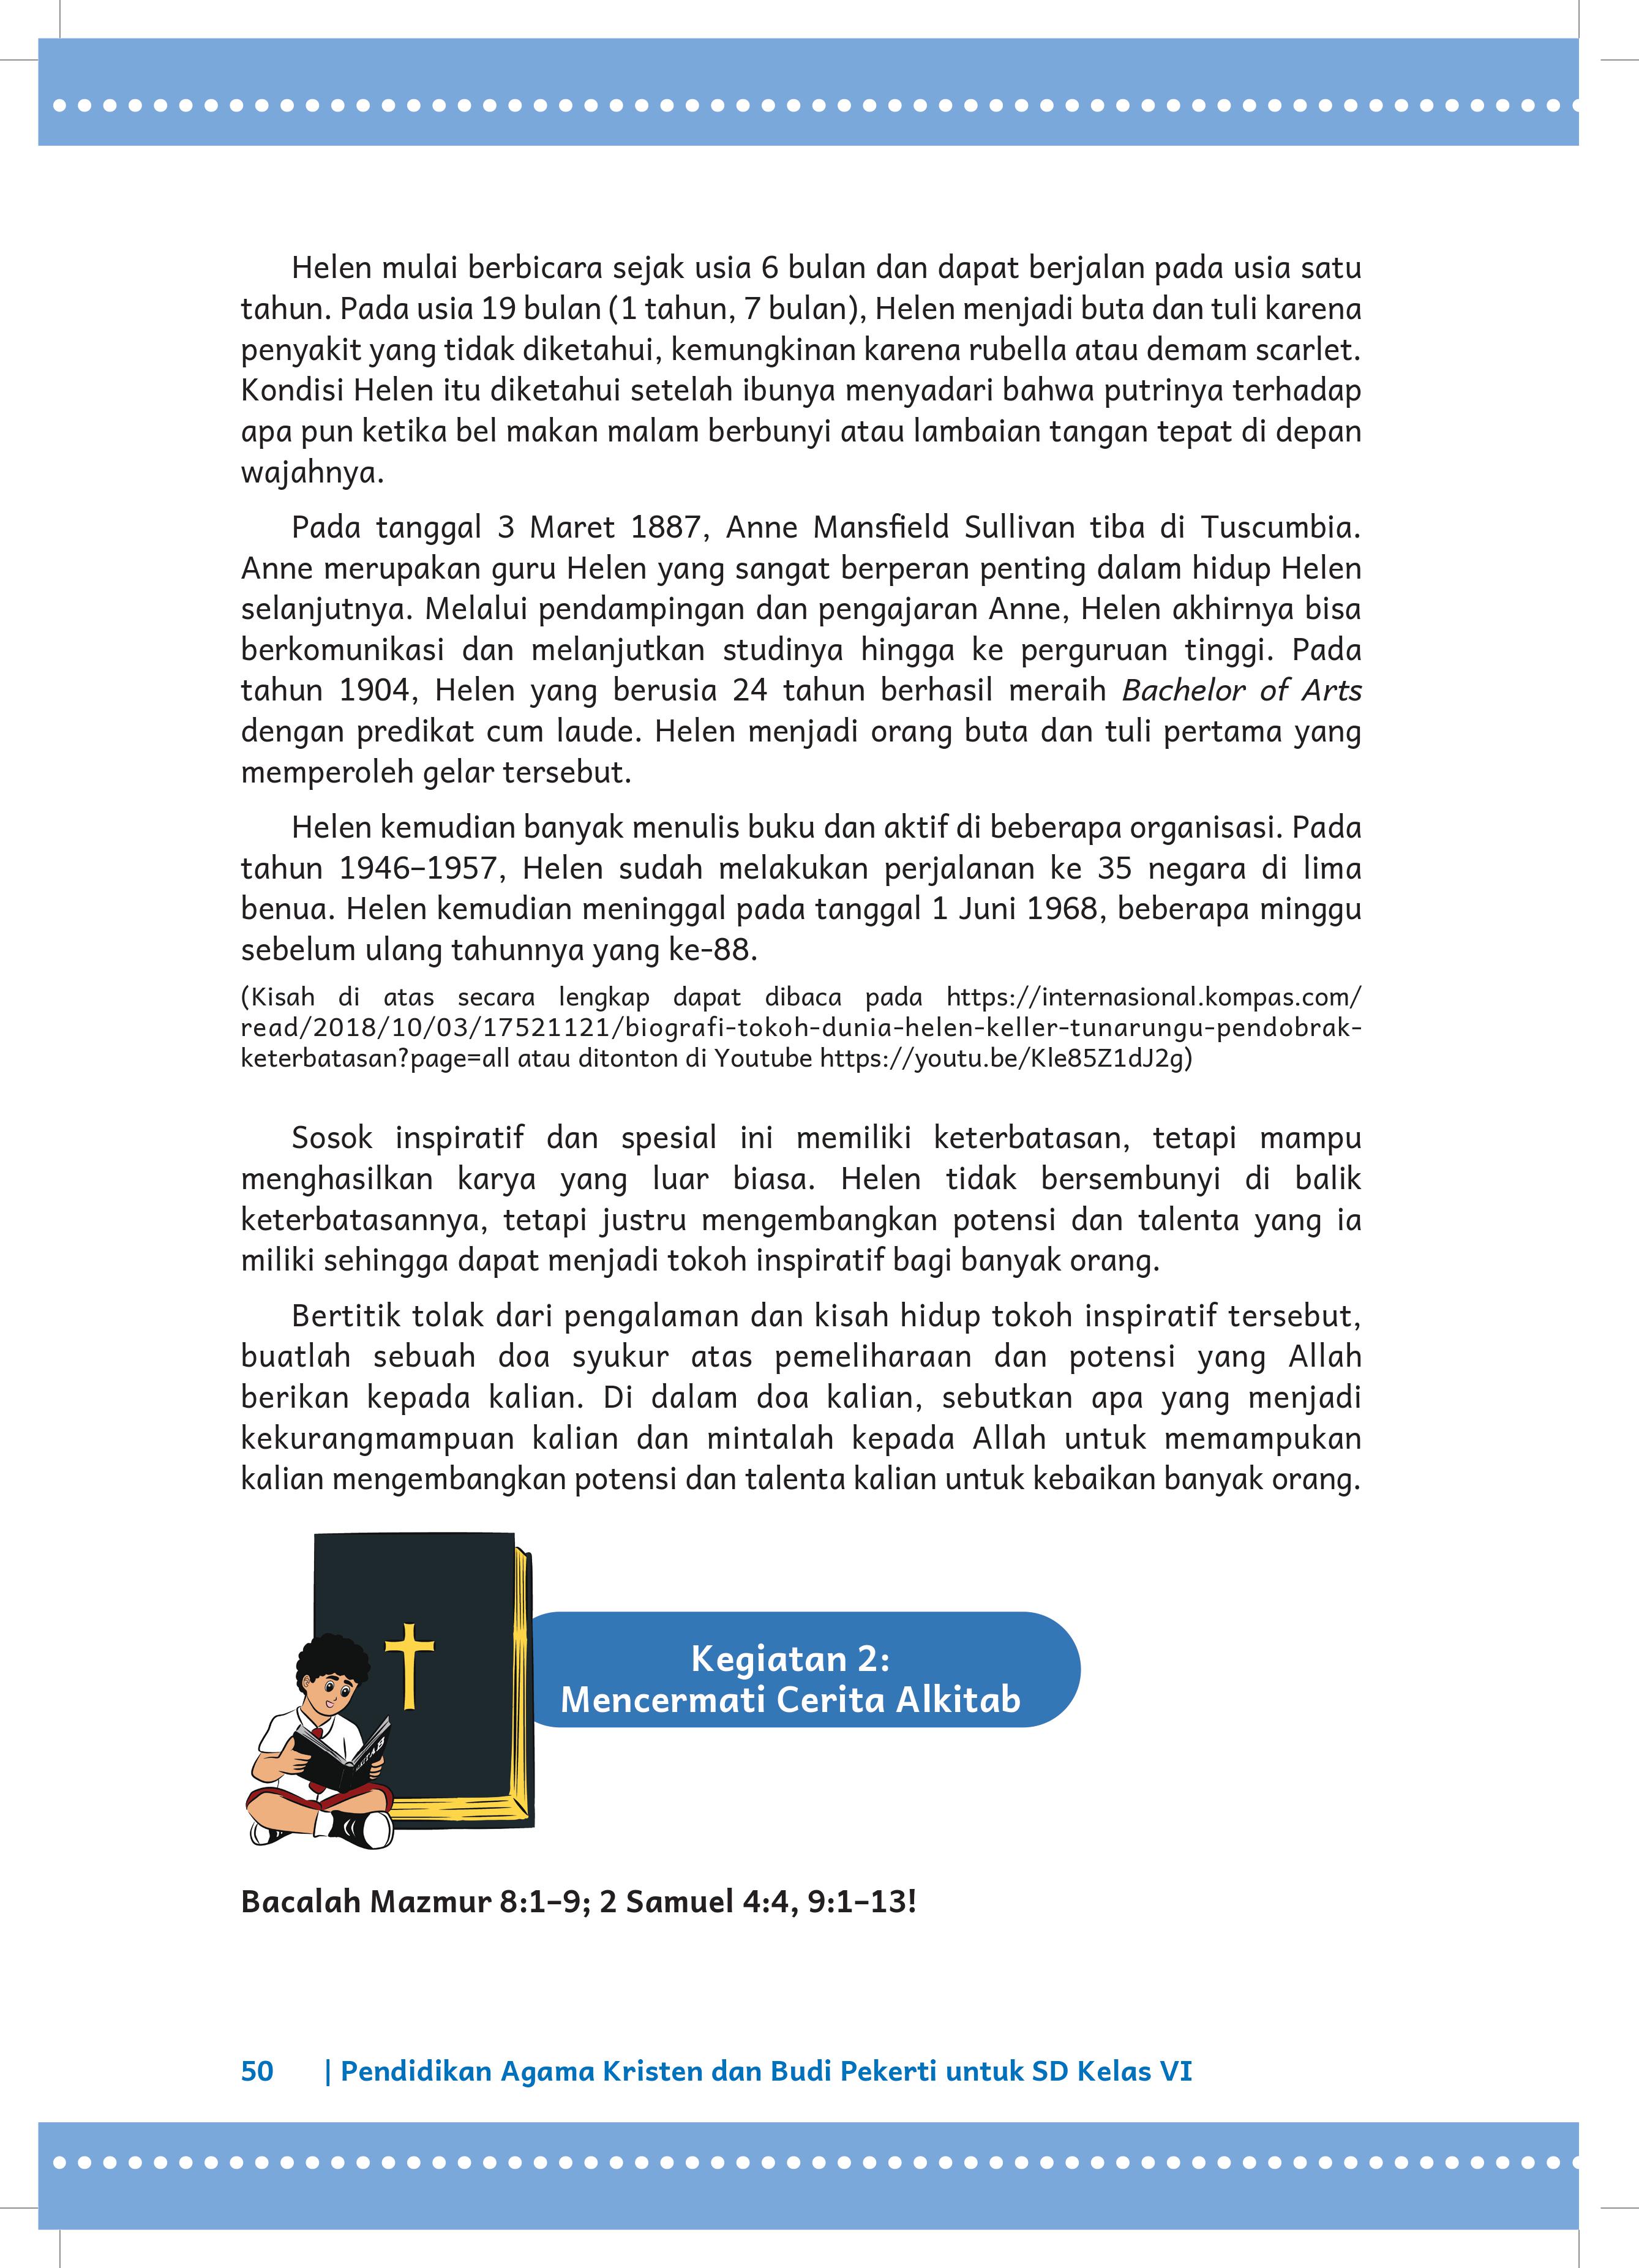 Helen mulai berbicara sejak usia 6 bulan dan dapat berjalan pada usia satu
tahun. Pada usia 19 bulan (1 tahun, 7 bulan), Helen menjadi buta dan tuli karena
penyakit yang tidak diketahui, kemungkinan karena rubella atau demam scarlet.
Kondisi Helen itu diketahui setelah ibunya menyadari bahwa putrinya terhadap
apa pun ketika bel makan malam berbunyi atau lambaian tangan tepat di depan
wajahnya.
Pada tanggal 3 Maret 1887, Anne Mansfield Sullivan tiba di Tuscumbia.
Anne merupakan guru Helen yang sangat berperan penting dalam hidup Helen
selanjutnya. Melalui pendampingan dan pengajaran Anne, Helen akhirnya bisa
berkomunikasi dan melanjutkan studinya hingga ke perguruan tinggi. Pada
tahun 1904, Helen yang berusia 24 tahun berhasil meraih Bachelor of Arts
dengan predikat cum laude. Helen menjadi orang buta dan tuli pertama yang
memperoleh gelar tersebut.
Helen kemudian banyak menulis buku dan aktif di beberapa organisasi. Pada
tahun 1946–1957, Helen sudah melakukan perjalanan ke 35 negara di lima
benua. Helen kemudian meninggal pada tanggal 1 Juni 1968, beberapa minggu
sebelum ulang tahunnya yang ke-88.
(Kisah di atas secara lengkap dapat dibaca pada https://internasional.kompas.com/
read/2018/10/03/17521121/biografi-tokoh-dunia-helen-keller-tunarungu-pendobrak-
keterbatasan?page=all atau ditonton di Youtube https://youtu.be/Kle85Z1dJ2g)
Sosok inspiratif dan spesial ini memiliki keterbatasan, tetapi mampu
menghasilkan karya yang luar biasa. Helen tidak bersembunyi di balik
keterbatasannya, tetapi justru mengembangkan potensi dan talenta yang ia
miliki sehingga dapat menjadi tokoh inspiratif bagi banyak orang.
Bertitik tolak dari pengalaman dan kisah hidup tokoh inspiratif tersebut,
buatlah sebuah doa syukur atas pemeliharaan dan potensi yang Allah
berikan kepada kalian. Di dalam doa kalian, sebutkan apa yang menjadi
kekurangmampuan kalian dan mintalah kepada Allah untuk memampukan
kalian mengembangkan potensi dan talenta kalian untuk kebaikan banyak orang.
Kegiatan 2:
Mencermati Cerita Alkitab
Bacalah Mazmur 8:1–9; 2 Samuel 4:4, 9:1–13!
50 | Pendidikan Agama Kristen dan Budi Pekerti untuk SD Kelas VI